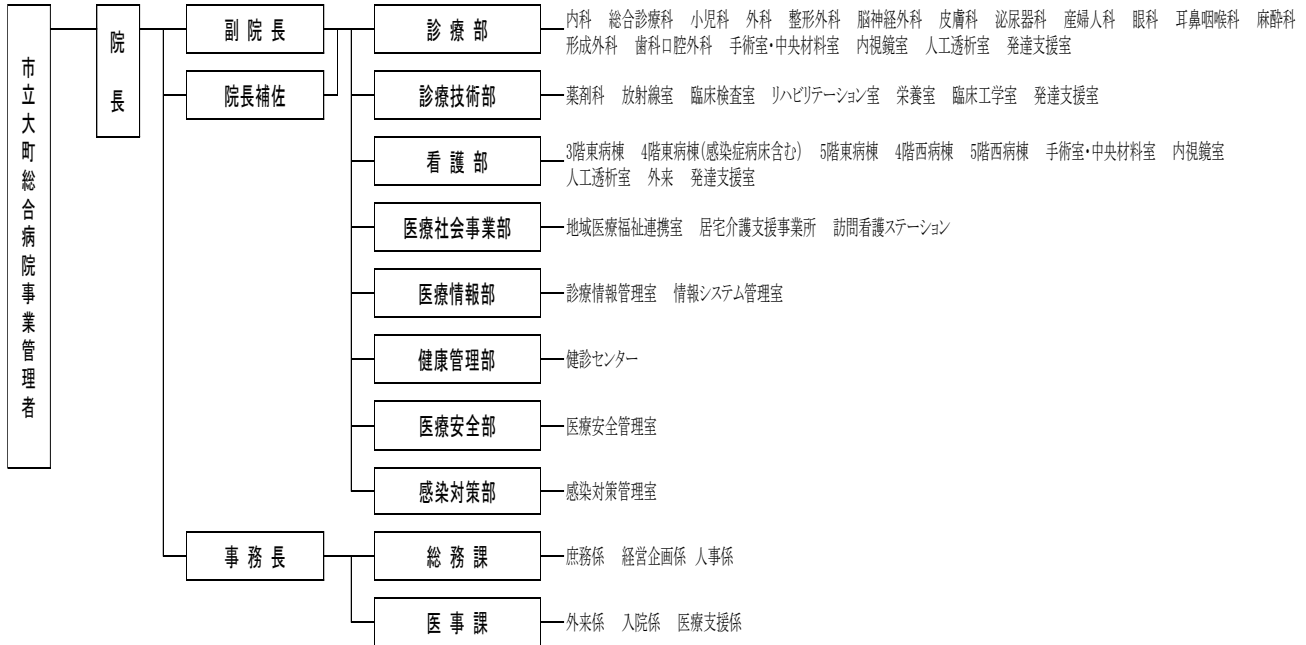 市立大町総合病院事業管理者
院長
副院長
院長補佐
診療部
内科 総合診療科 小児科 外科 整形外科 脳神経外科 皮膚科 泌尿器科 産婦人科 眼科 耳鼻咽喉科 麻酔科
形成外科 歯科口腔外科 手術室・中央材料室 内視鏡室 人工透析室 発達支援室
診療技術部
薬剤科 放射線室 臨床検査室 リハビリテーション室 栄養室 臨床工学室 発達支援室
看護部
3階東病棟 4階東病棟(感染症病床含む) 5階東病棟 4階西病棟 5階西病棟 手術室・中央材料室 内視鏡室
人工透析室 外来 発達支援室
医療社会事業部
地域医療福祉連携室 居宅介護支援事業所 訪問看護ステーション
医療情報部
診療情報管理室 情報システム管理室
健康管理部
健診センター
医療安全部
医療安全管理室
感染対策部
感染対策管理室
事務長
総務課
庶務係 経営企画係 人事係
医事課
外来係 入院係 医療支援係